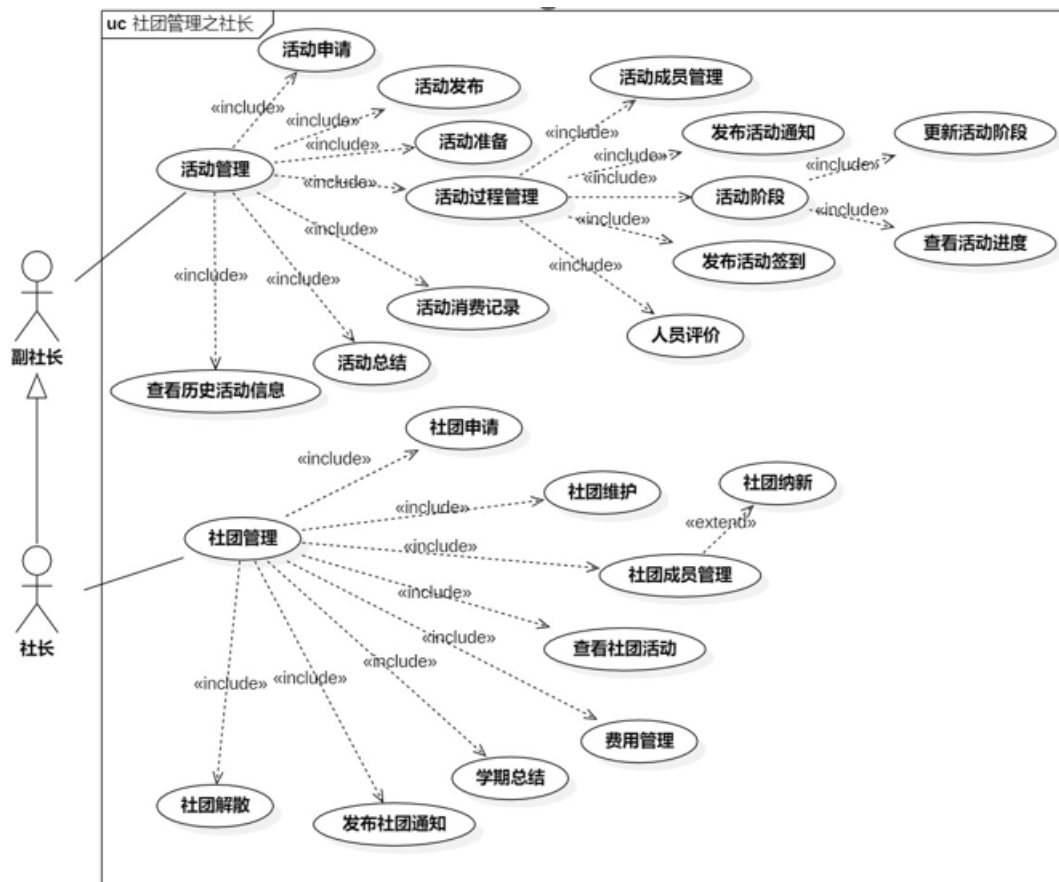 uc 社团管理之社长
活动申请
«include»
活动发布
«include»
活动准备
«include»
活动管理
«include»
活动过程管理
«include»
活动成员管理
«include»
发布活动通知
«include»
活动阶段
«include»
更新活动阶段
«include»
查看活动进度
«include»
发布活动签到
«include»
人员评价
«include»
活动消费记录
«include»
活动总结
«include»
查看历史活动信息
副社长
社长
社团管理
«include»
社团申请
«include»
社团维护
«include»
社团成员管理
«extend»
社团纳新
«include»
查看社团活动
«include»
费用管理
«include»
学期总结
«include»
发布社团通知
«include»
社团解散